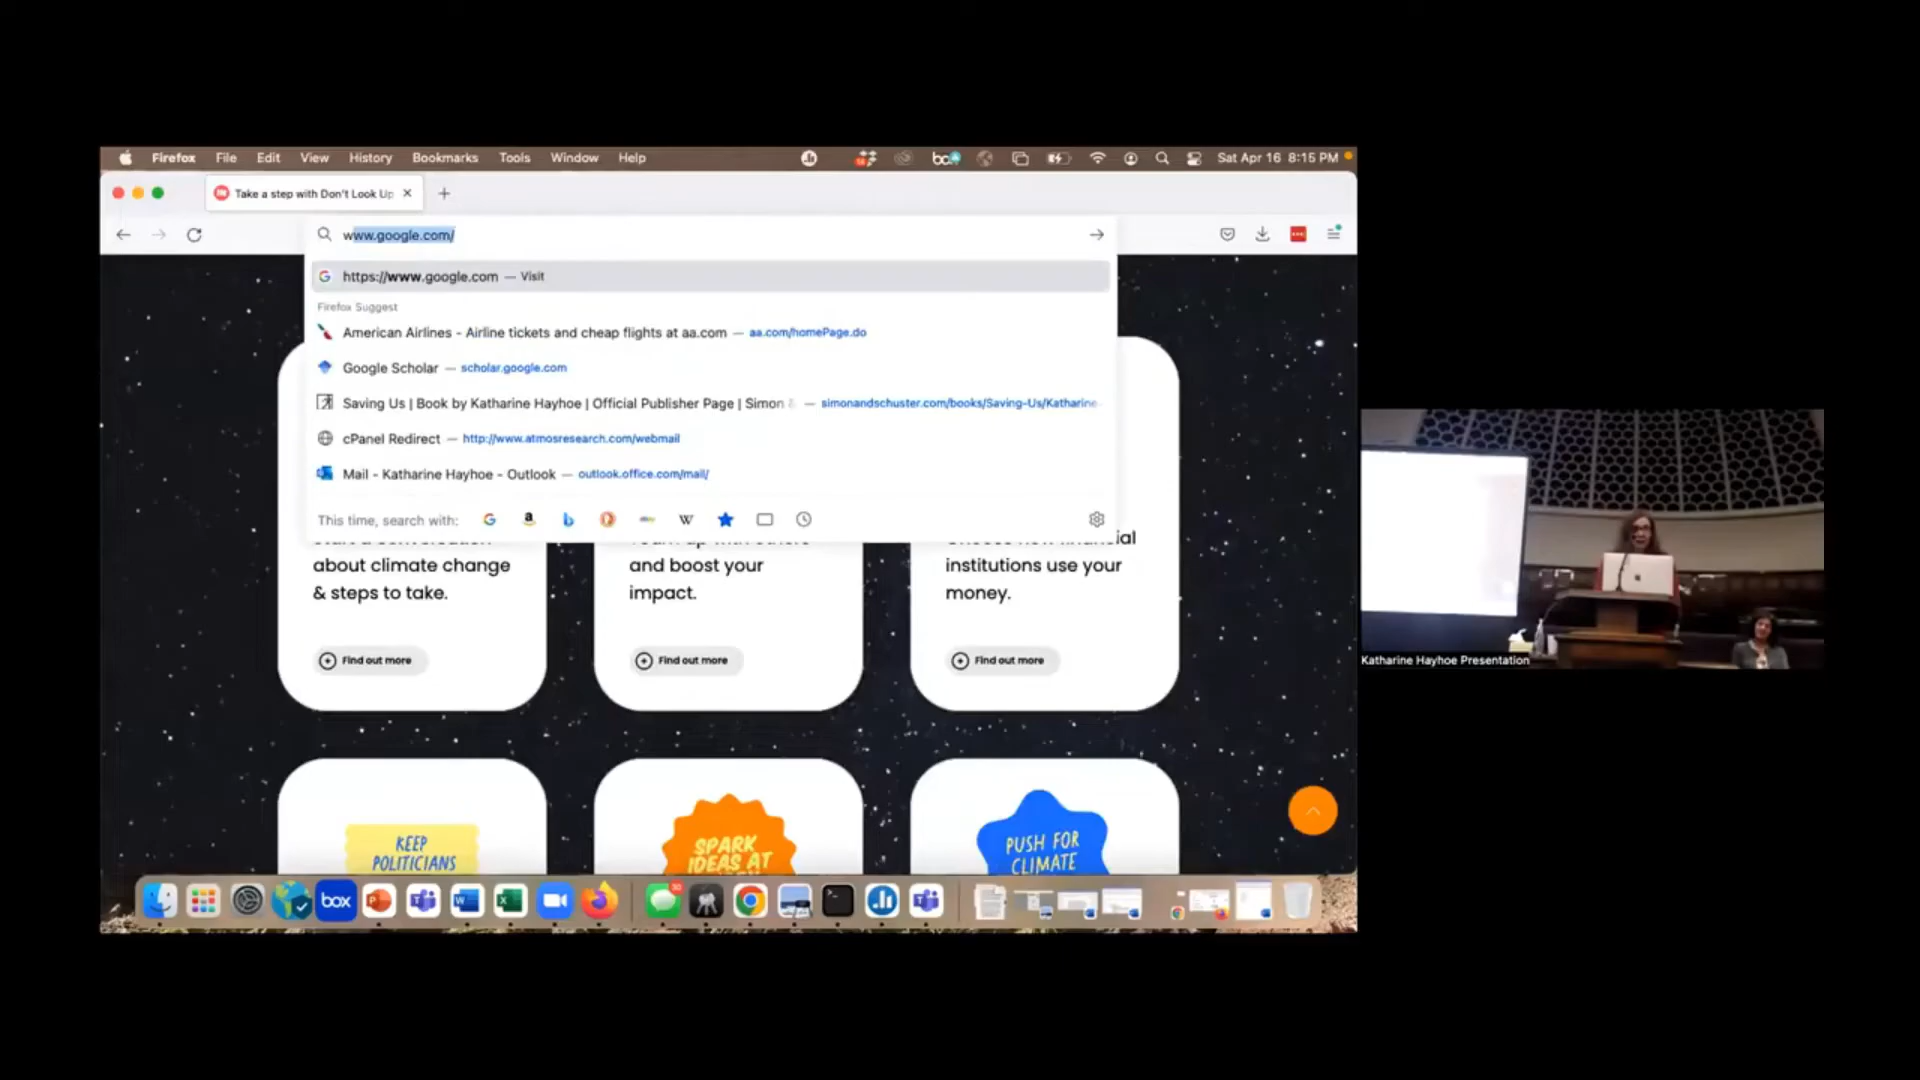 Firefox File Edit View History Bookmarks Tools Window Help
Sat Apr 16 8:15 PM
Take a step with Don't Look Up
www.google.com/
https://www.google.com — Visit
Firefox Suggest
American Airlines - Airline tickets and cheap flights at aa.com — aa.com/homePage.do
Google Scholar — scholar.google.com
Saving Us | Book by Katharine Hayhoe | Official Publisher Page | Simon & — simonandschuster.com/books/Saving-Us/Katharine
cPanel Redirect — http://www.atmosresearch.com/webmail
Mail - Katharine Hayhoe - Outlook — outlook.office.com/mail/
This time, search with:
about climate change
& steps to take.
Find out more
and boost your
impact.
Find out more
institutions use your
money.
Find out more
KEEP
POLITICIANS
SPARK
IDEAS AT
PUSH FOR
CLIMATE
box
Katharine Hayhoe Presentation